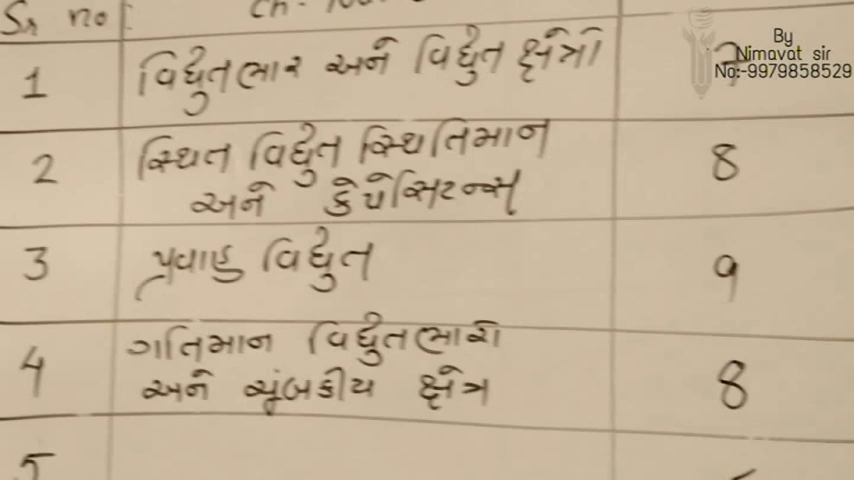 Sr no
By
Nimavat sir
No:-9979858529
1 વિદ્યુતભાર અને વિદ્યુત ક્ષેત્રો 7
2 સ્થિત વિદ્યુત સ્થિતિમાન
અને કેપેસિટન્સ 8
3 પ્રવાહ વિદ્યુત 9
4 ગતિમાન વિદ્યુતભારો
અને ચૂંબકીય ક્ષેત્ર 8
5